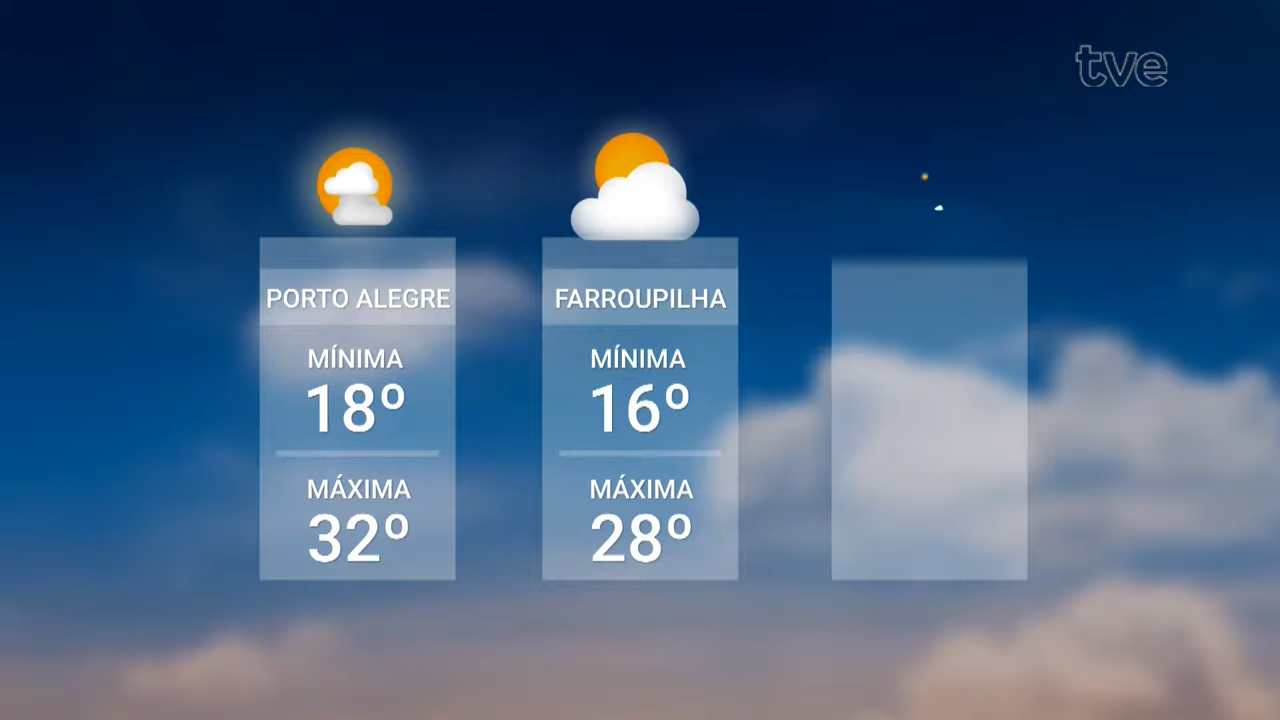 tve
PORTO ALEGRE
MÍNIMA
18º
MÁXIMA
32º
FARROUPILHA
MÍNIMA
16º
MÁXIMA
28º